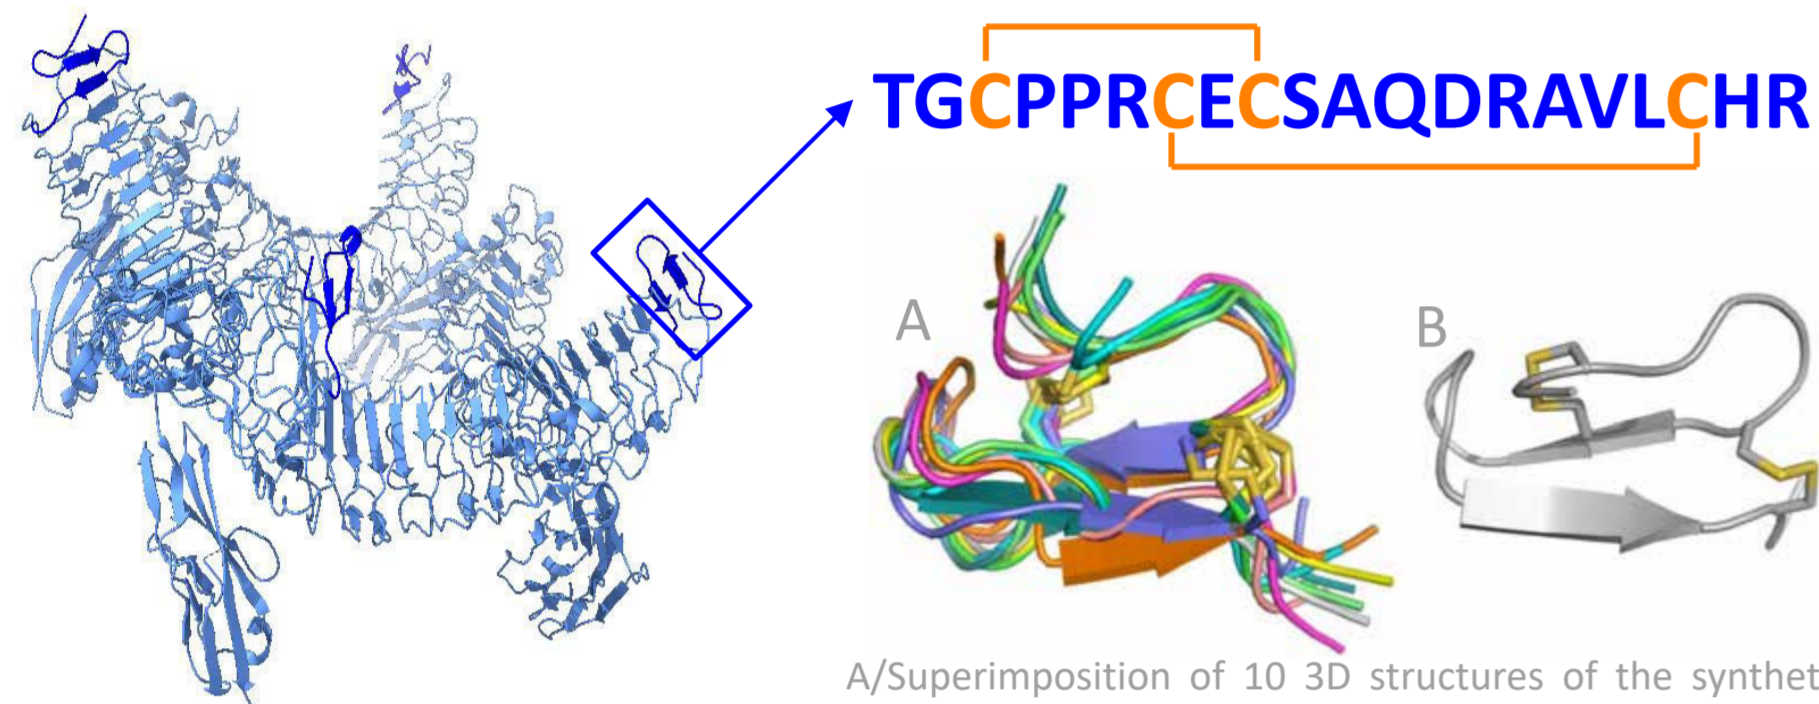 TGCPPRCECSAQDRAVLCHR
A
B
A/Superimposition of 10 3D structures of the synthet